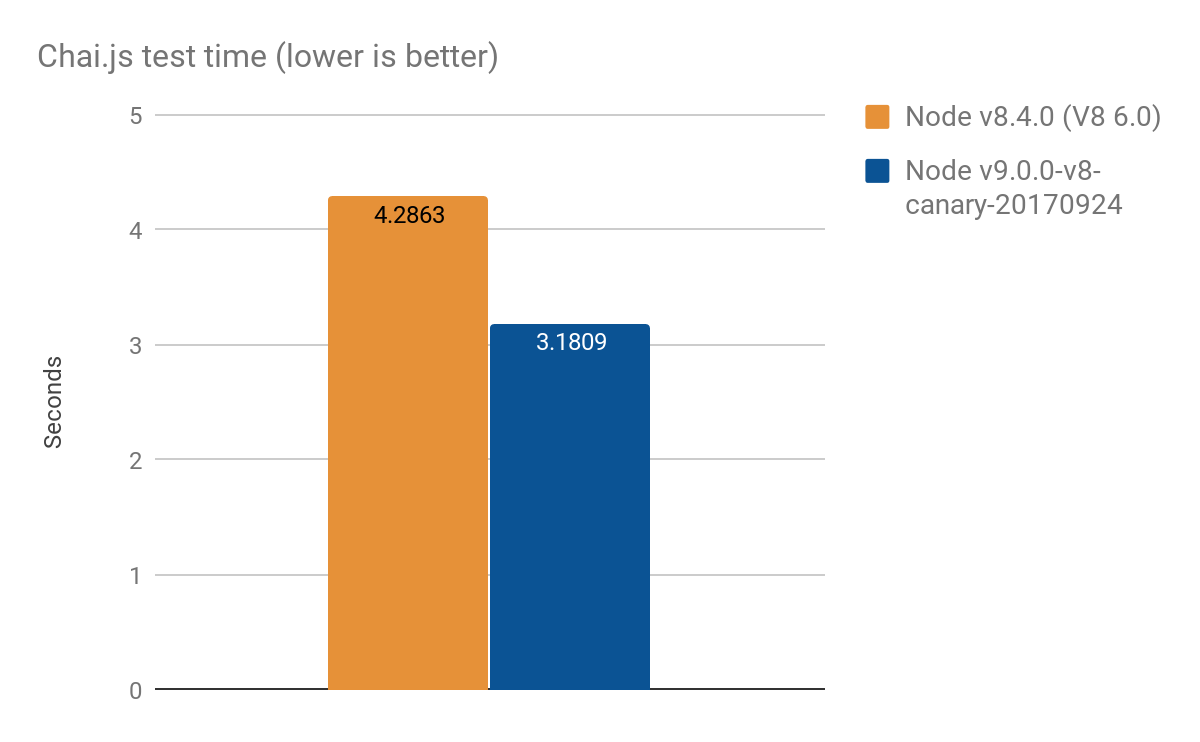 Chai.js test time (lower is better)
5
4
3
2
1
0
Seconds
4.2863
3.1809
Node v8.4.0 (V8 6.0)
Node v9.0.0-v8-
canary-20170924